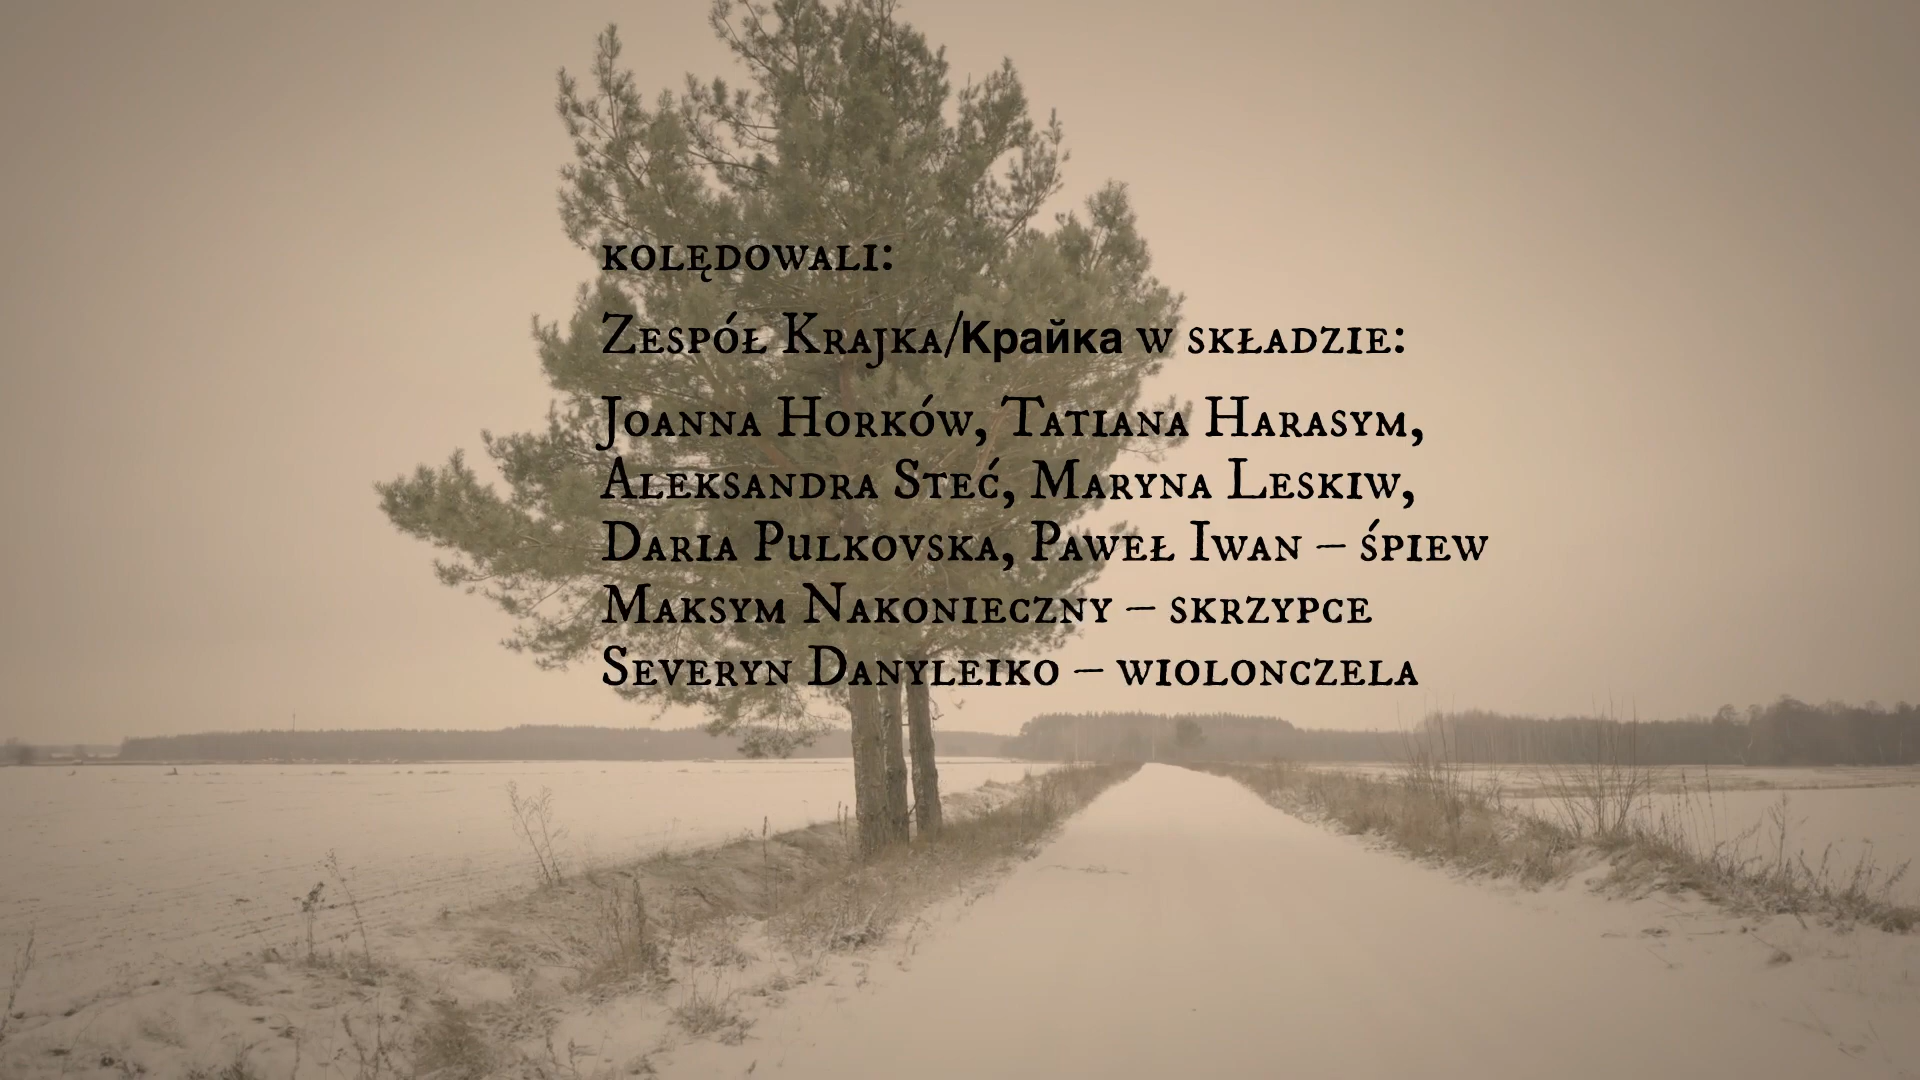 kolędowali:
Zespół Krajka/Крайка w składzie:
Joanna Horków, Tatiana Harasym,
Aleksandra Steć, Maryna Leskiw,
Daria Pulkovska, Paweł Iwan – śpiew
Maksym Nakonieczny – skrzypce
Severyn Danyleiko – wiolonczela